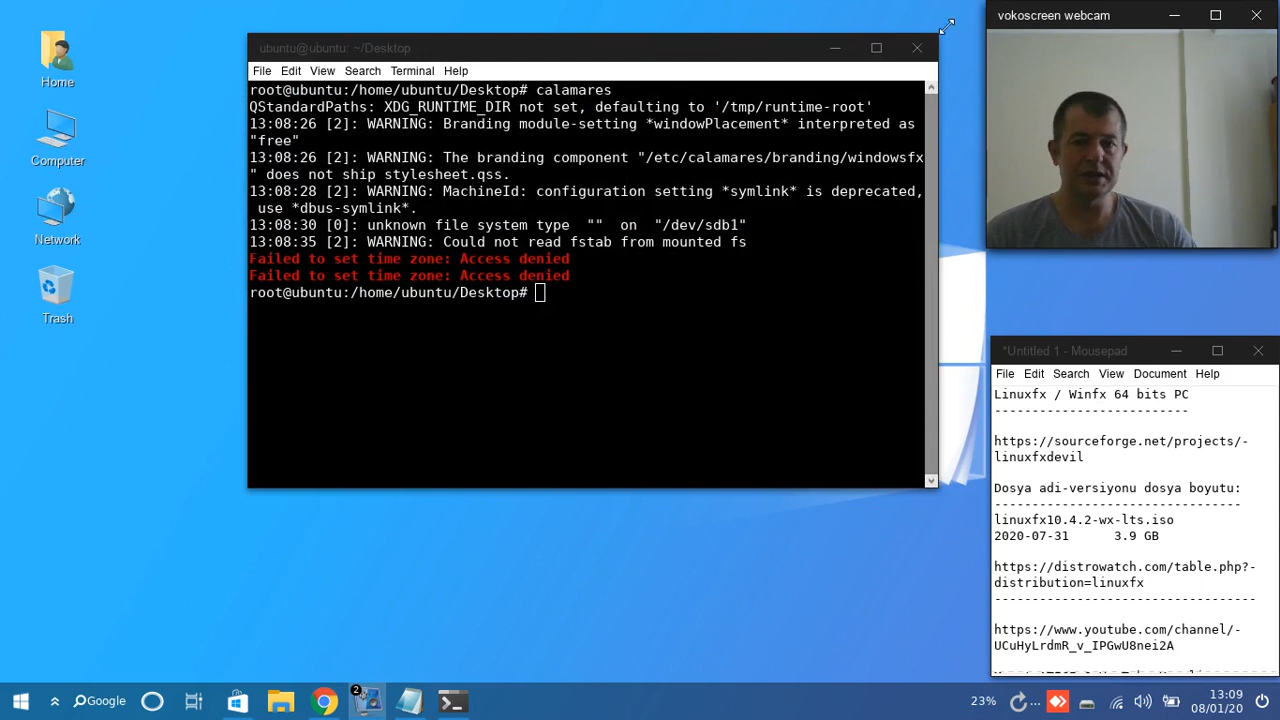 vokoscreen webcam
Home
Computer
Network
Trash
ubuntu@ubuntu: ~/Desktop
File Edit View Search Terminal Help
root@ubuntu:/home/ubuntu/Desktop# calamares
QStandardPaths: XDG_RUNTIME_DIR not set, defaulting to '/tmp/runtime-root'
13:08:26 [2]: WARNING: Branding module-setting *windowPlacement* interpreted as
"free"
13:08:26 [2]: WARNING: The branding component "/etc/calamares/branding/windowsfx
" does not ship stylesheet.qss.
13:08:28 [2]: WARNING: MachineId: configuration setting *symlink* is deprecated,
 use *dbus-symlink*.
13:08:30 [0]: unknown file system type  ""  on  "/dev/sdb1"
13:08:35 [2]: WARNING: Could not read fstab from mounted fs
Failed to set time zone: Access denied
Failed to set time zone: Access denied
root@ubuntu:/home/ubuntu/Desktop#
*Untitled 1 - Mousepad
File Edit Search View Document Help
Linuxfx / Winfx 64 bits PC
--------------------------
https://sourceforge.net/projects/-
linuxfxdevil
Dosya adi-versiyonu dosya boyutu:
---------------------------------
linuxfx10.4.2-wx-lts.iso
2020-07-31      3.9 GB
https://distrowatch.com/table.php?-
distribution=linuxfx
-----------------------------------
https://www.youtube.com/channel/-
UCuHyLrdmR_v_IPGwU8nei2A
Google
2
23%
...
13:09
08/01/20